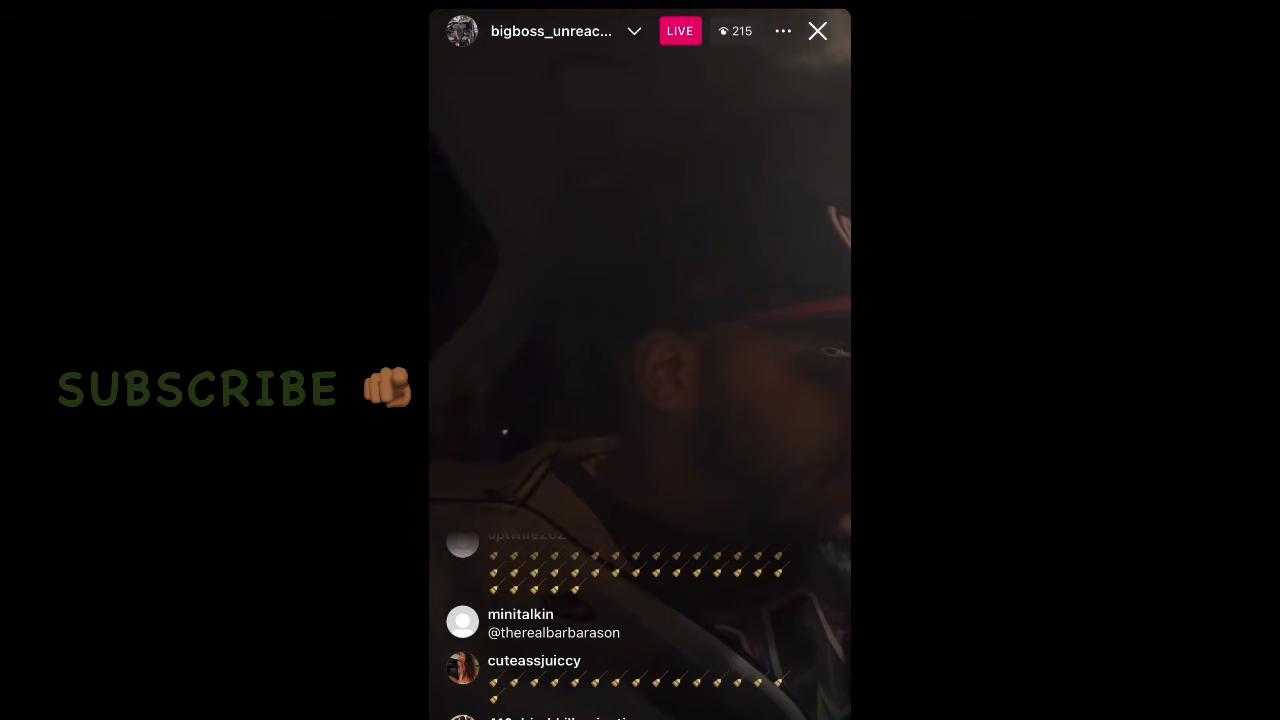 bigboss_unreac...
LIVE
215
SUBSCRIBE
minitalkin
@therealbarbarason
cuteassjuiccy